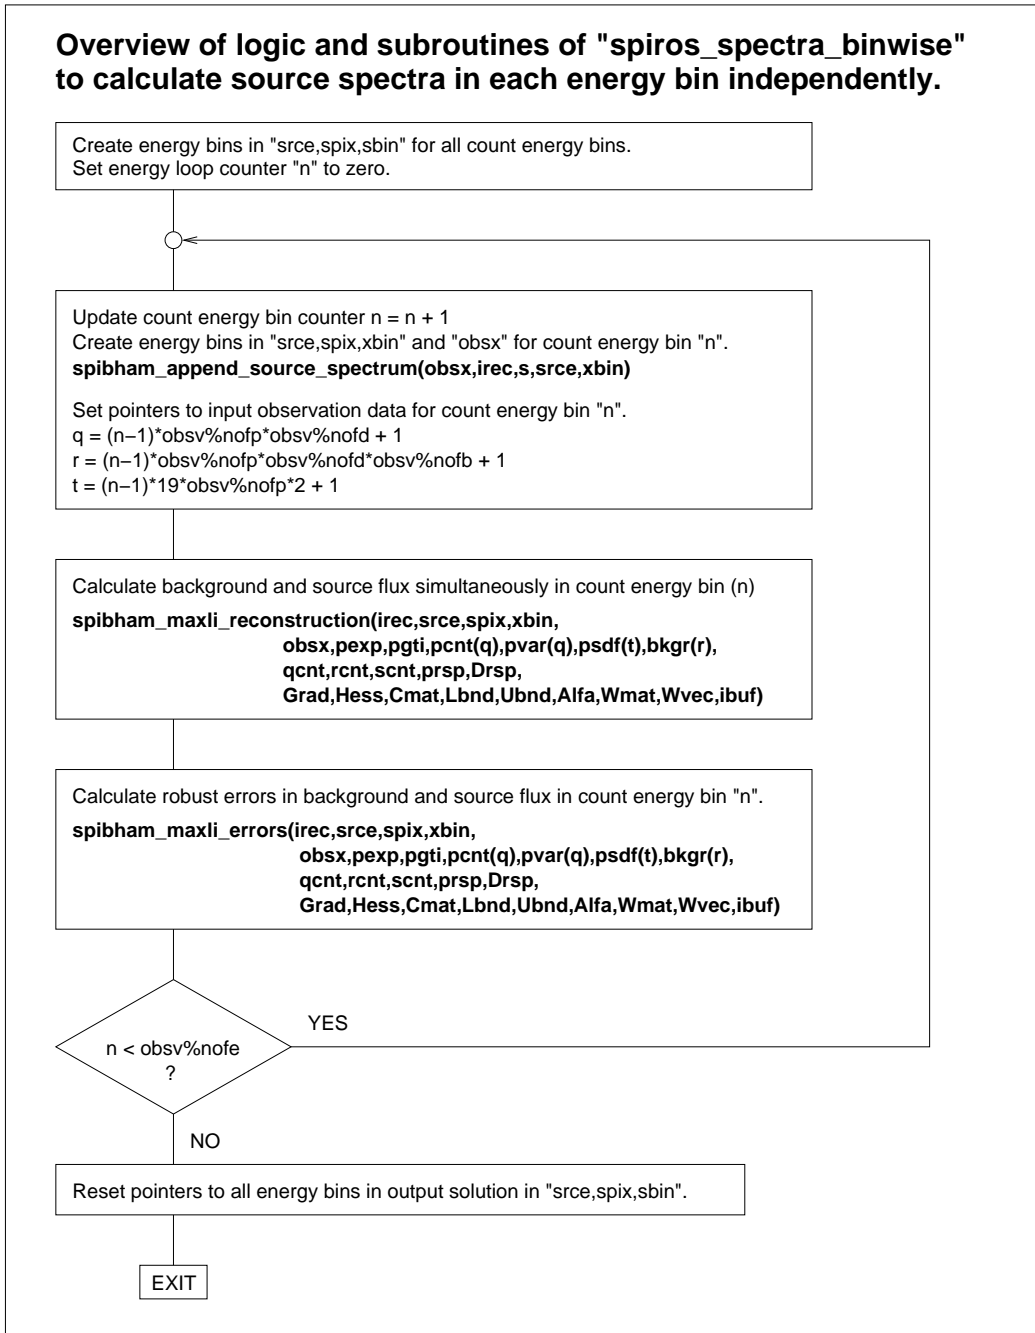 Overview of logic and subroutines of "spiros_spectra_binwise"
to calculate source spectra in each energy bin independently.
Create energy bins in "srce,spix,sbin" for all count energy bins.
Set energy loop counter "n" to zero.
Update count energy bin counter n = n + 1
Create energy bins in "srce,spix,xbin" and "obsx" for count energy bin "n".
spibham_append_source_spectrum(obsx,irec,s,srce,xbin)
Set pointers to input observation data for count energy bin "n".
q = (n−1)*obsv%nofp*obsv%nofd + 1
r = (n−1)*obsv%nofp*obsv%nofd*obsv%nofb + 1
t = (n−1)*19*obsv%nofp*2 + 1
Calculate background and source flux simultaneously in count energy bin (n)
spibham_maxli_reconstruction(irec,srce,spix,xbin,
obsx,pexp,pgti,pcnt(q),pvar(q),psdf(t),bkgr(r),
qcnt,rcnt,scnt,prsp,Drsp,
Grad,Hess,Cmat,Lbnd,Ubnd,Alfa,Wmat,Wvec,ibuf)
Calculate robust errors in background and source flux in count energy bin "n".
spibham_maxli_errors(irec,srce,spix,xbin,
obsx,pexp,pgti,pcnt(q),pvar(q),psdf(t),bkgr(r),
qcnt,rcnt,scnt,prsp,Drsp,
Grad,Hess,Cmat,Lbnd,Ubnd,Alfa,Wmat,Wvec,ibuf)
YES
n < obsv%nofe
?
NO
Reset pointers to all energy bins in output solution in "srce,spix,sbin".
EXIT